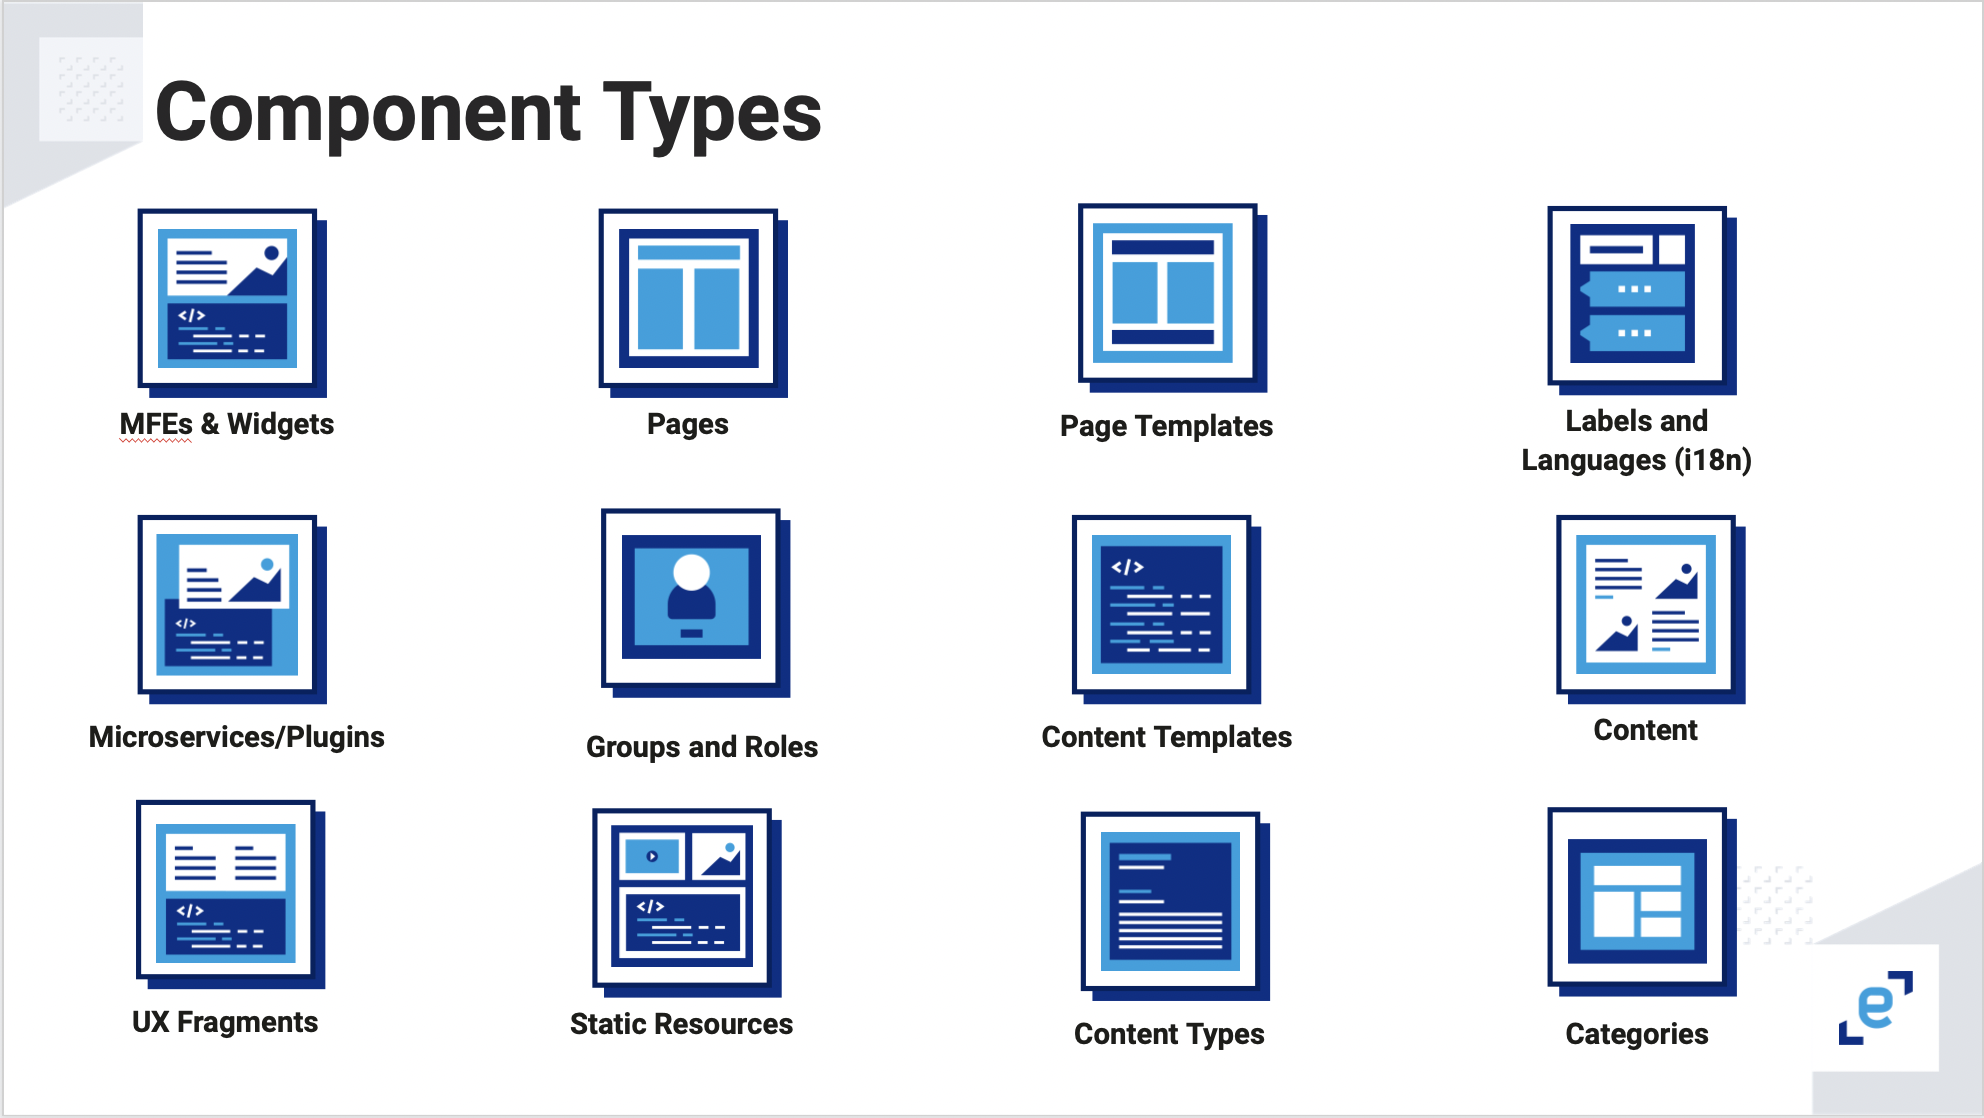 Component Types
MFEs & Widgets
Pages
Page Templates
Labels and
Languages (i18n)
</>
</>
</>
Microservices/Plugins
Groups and Roles
Content Templates
Content
</>
</>
UX Fragments
Static Resources
Content Types
Categories
e